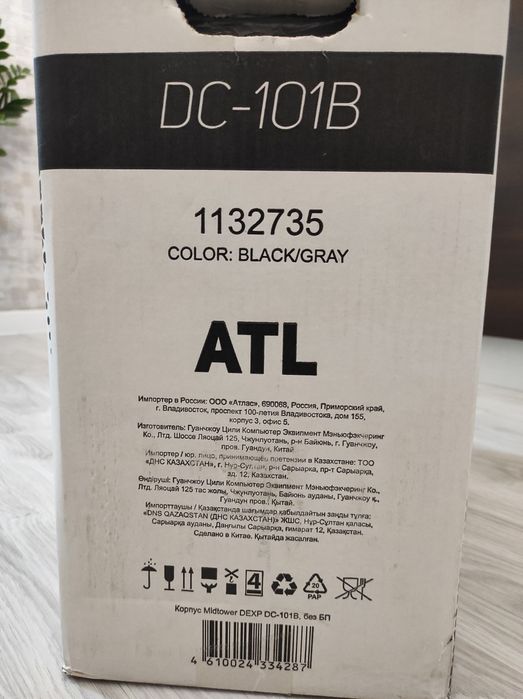 DC-101B
1132735
COLOR: BLACK/GRAY
ATL
Импортер в России: ООО «Атлас», 690068, Россия, Приморский край,
г. Владивосток, проспект 100-летия Владивостока, дом 155,
корпус 3, офис 5.
Изготовитель: Гуанчжоу Цили Компьютер Эквипмент Мэньюфэкчеринг
Ко., Лтд. Шоссе Ляоцай 125, Чжунлуотань, р-н Байюнь, г. Гуанчжоу,
пров. Гуандун, Китай
Импортер / юр. лицо, принимающее претензии в Казахстане: ТОО
«ДНС КАЗАХСТАН», г. Нур-Султан, р-н Сарыарка, пр-т Сарыарка,
зд. 12, Казахстан.
Өндіруші: Гуанчжоу Цили Компьютер Эквипмент Мэньюфэкчеринг Ко.,
Лтд. Ляоцай 125 тас жолы, Чжунлуотань, Байюнь ауданы, Гуанчжоу қ.,
Гуандун пров., Қытай.
Импорттаушы / Қазақстанда шағымдар қабылдайтын заңды тұлға:
«DNS QAZAQSTAN (ДНС КАЗАХСТАН)» ЖШС, Нұр-Сұлтан қаласы,
Сарыарқа ауданы, Даңғылы Сарыарқа, ғимарат 12, Қазақстан.
Сделано в Китае. Қытайда жасалған.
4
20
PAP
Корпус Midtower DEXP DC-101B, без БП
4 610024 334287